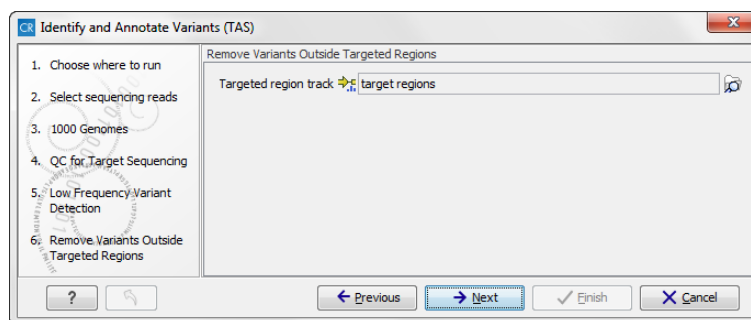 CR Identify and Annotate Variants (TAS)
X
1. Choose where to run
2. Select sequencing reads
3. 1000 Genomes
4. QC for Target Sequencing
5. Low Frequency Variant
Detection
6. Remove Variants Outside
Targeted Regions
Remove Variants Outside Targeted Regions
Targeted region track target regions
? Previous Next Finish Cancel